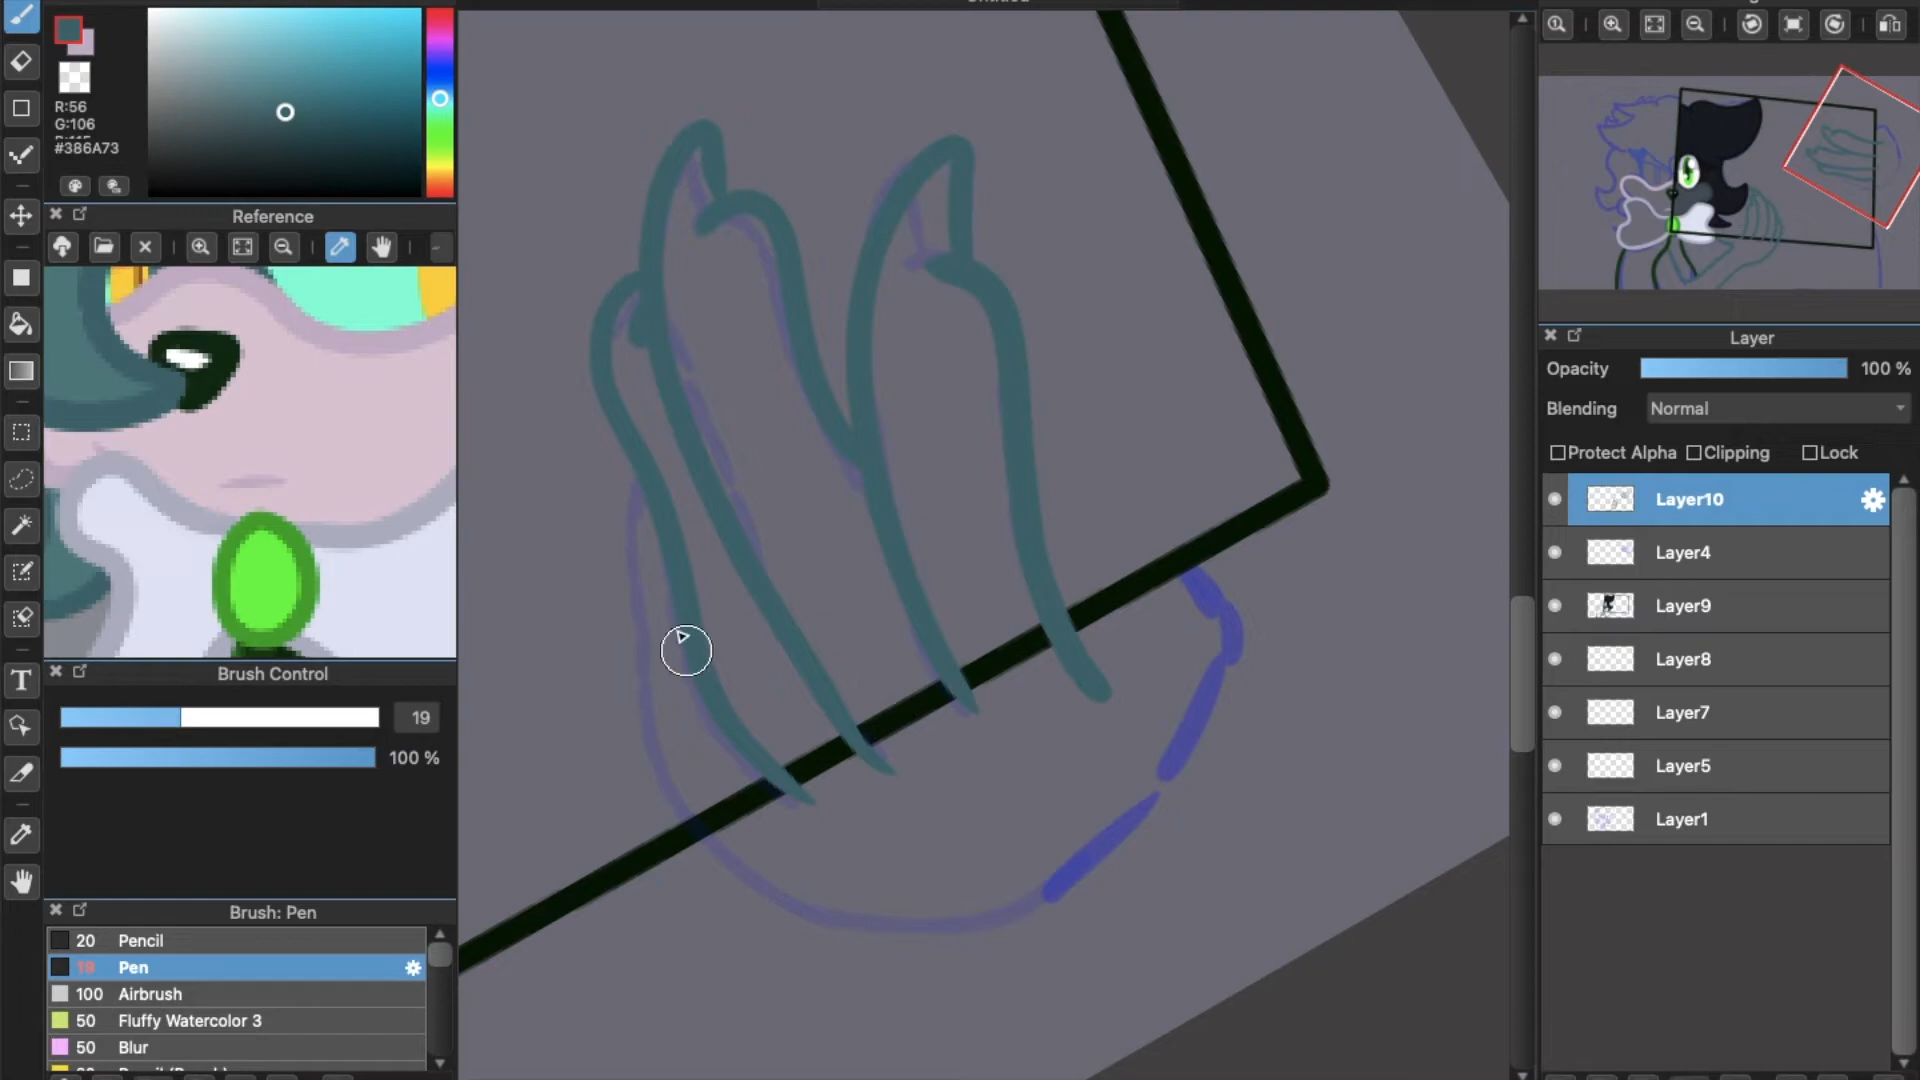 R:56
G:106
#386A73
Reference
Brush Control
19
100 %
Brush: Pen
20 Pencil
19 Pen
100 Airbrush
50 Fluffy Watercolor 3
50 Blur
T
Layer
Opacity 100 %
Blending Normal
Protect Alpha Clipping Lock
Layer10
Layer4
Layer9
Layer8
Layer7
Layer5
Layer1